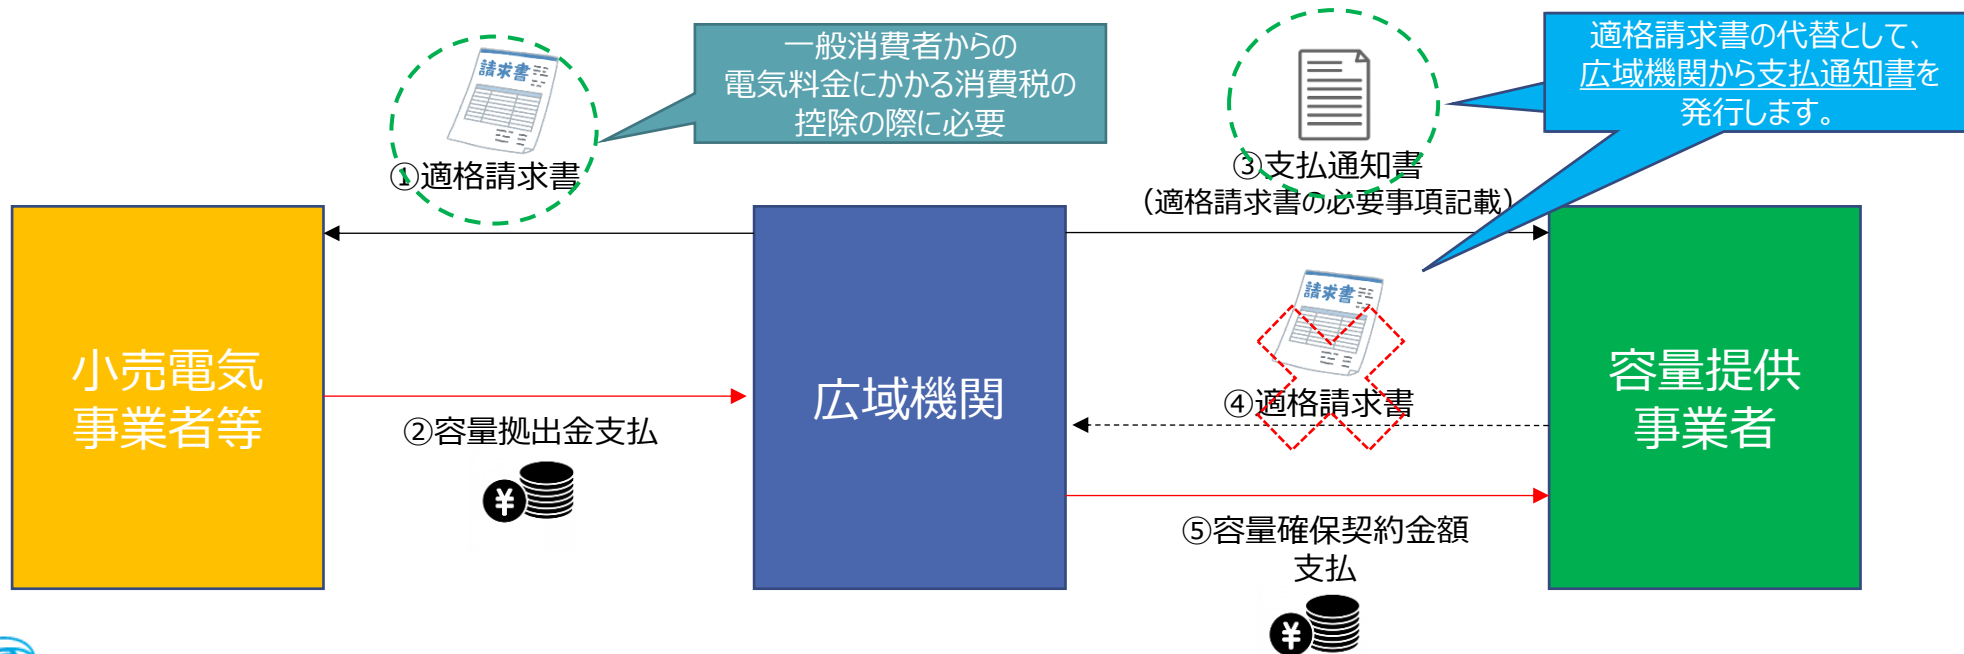 一般消費者からの
電気料金にかかる消費税の
控除の際に必要
適格請求書の代替として、
広域機関から支払通知書を
発行します。
請求書
①適格請求書
③支払通知書
（適格請求書の必要事項記載）
小売電気
事業者等
広域機関
容量提供
事業者
請求書
④適格請求書
②容量拠出金支払
¥
⑤容量確保契約金額
支払
¥